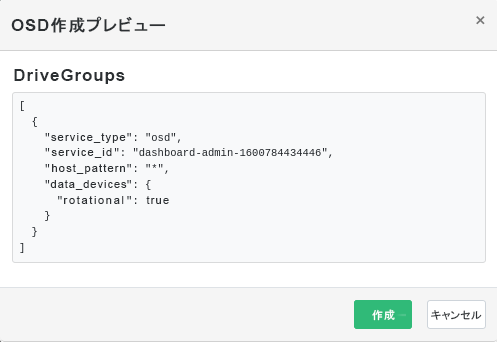 OSD作成プレビュー
×
DriveGroups
[
  {
    "service_type": "osd",
    "service_id": "dashboard-admin-1600784434446",
    "host_pattern": "*",
    "data_devices": {
      "rotational": true
    }
  }
]
作成
キャンセル